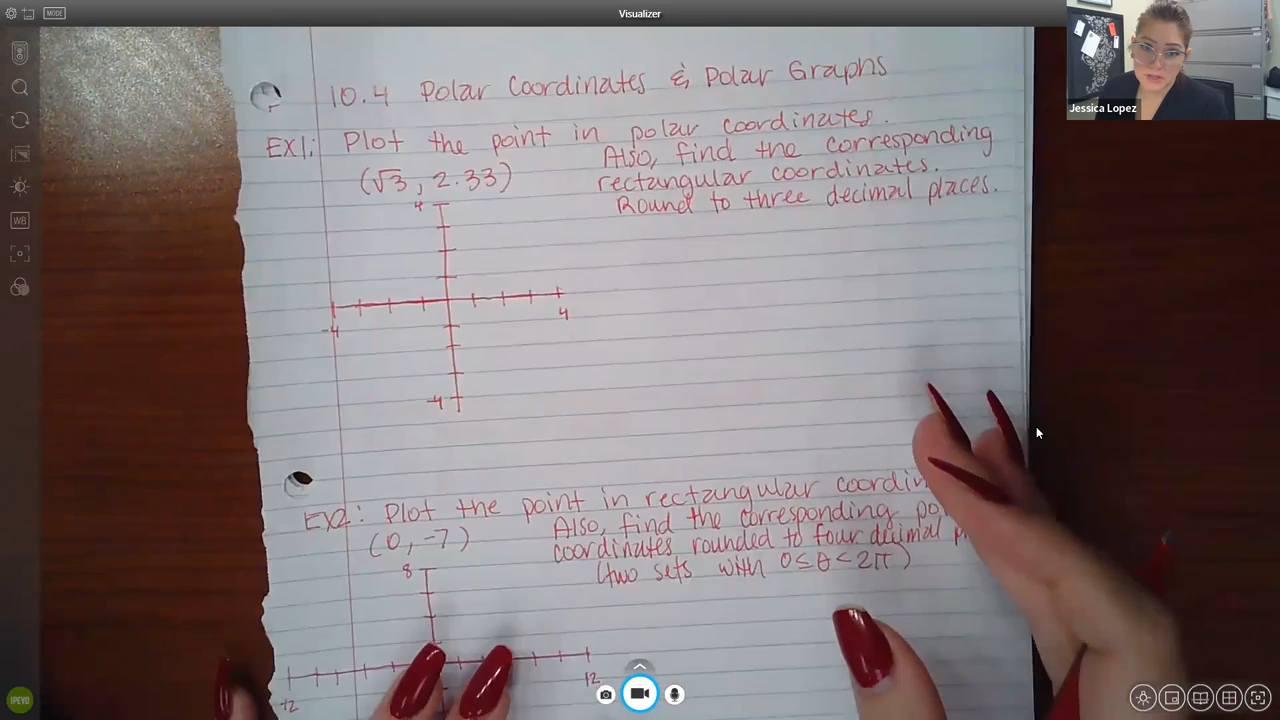 MODE
Visualizer
Jessica Lopez
WB
10.4 Polar Coordinates & Polar Graphs
EX1: Plot the point in polar coordinates.
(√3, 2.33)
Also, find the corresponding
rectangular coordinates.
Round to three decimal places.
4
-4
4
-4
EX2: Plot the point in rectangular
(0, -7)
Also, find the corresponding
coordinates rounded to four decimal
(two sets with 0 ≤ θ < 2π)
8
-12
12
IPEVO